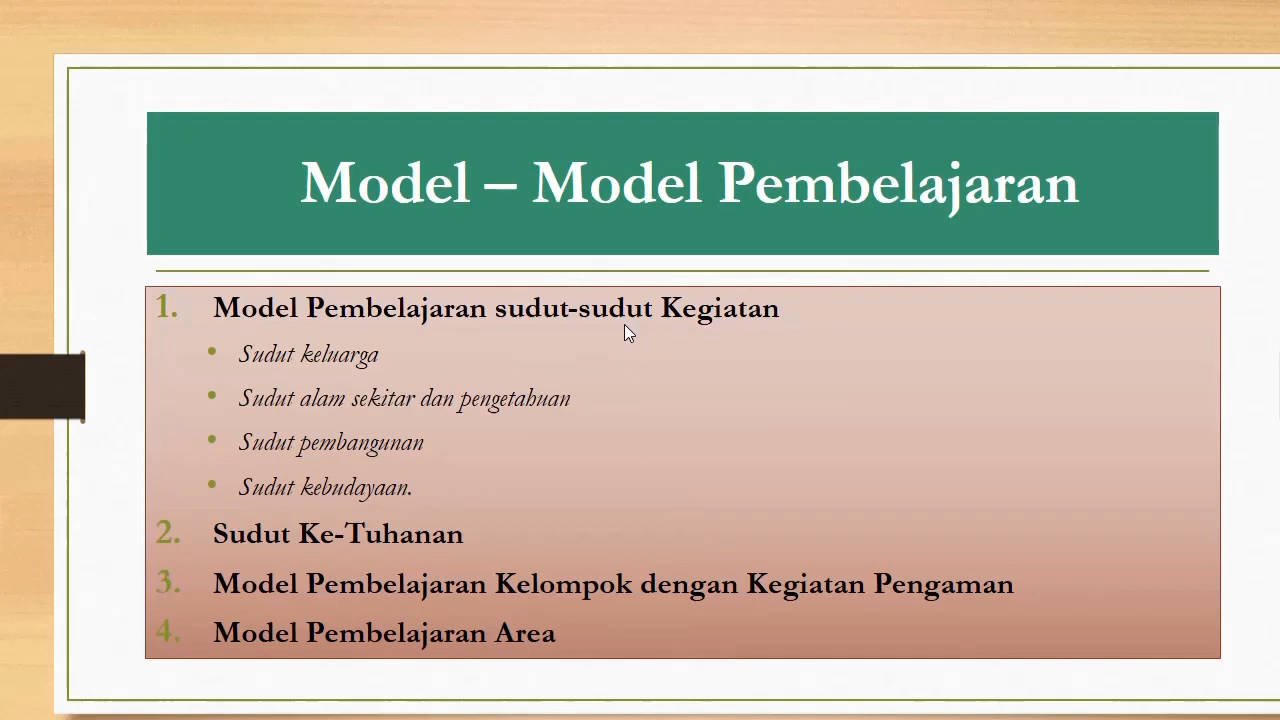 Model – Model Pembelajaran
1. Model Pembelajaran sudut-sudut Kegiatan
• Sudut keluarga
• Sudut alam sekitar dan pengetahuan
• Sudut pembangunan
• Sudut kebudayaan.
2. Sudut Ke-Tuhanan
3. Model Pembelajaran Kelompok dengan Kegiatan Pengaman
4. Model Pembelajaran Area